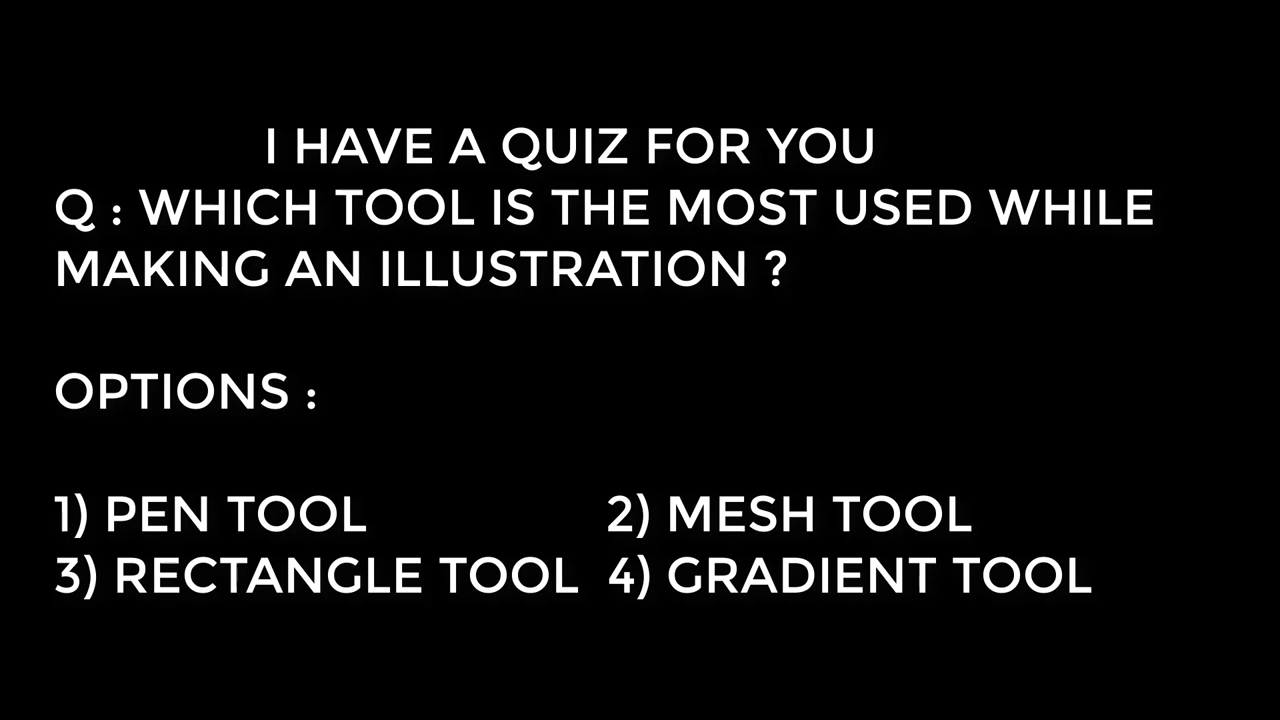 I HAVE A QUIZ FOR YOU
Q : WHICH TOOL IS THE MOST USED WHILE
MAKING AN ILLUSTRATION ?
OPTIONS :
1) PEN TOOL 2) MESH TOOL
3) RECTANGLE TOOL 4) GRADIENT TOOL